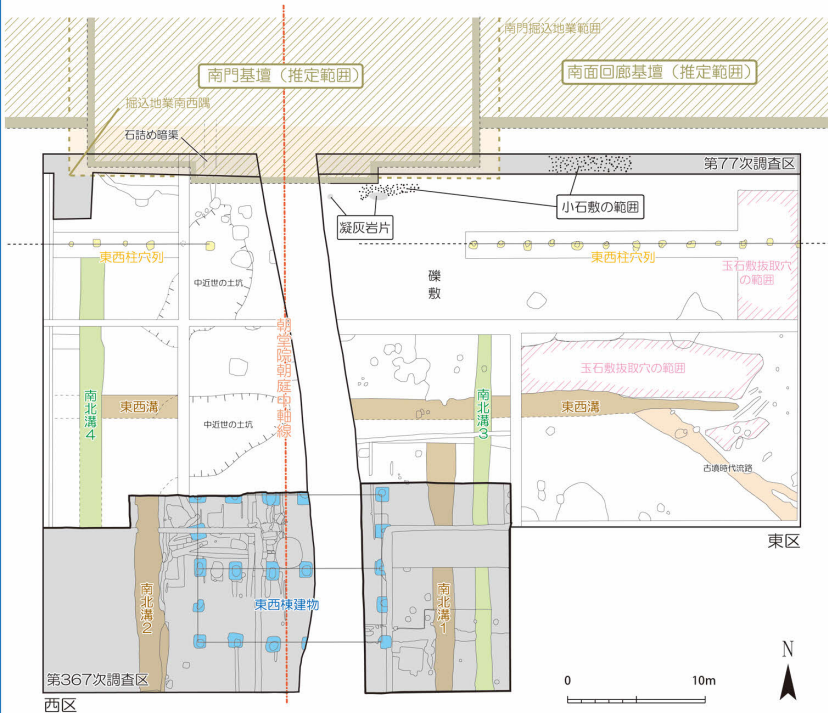 南門掘込地業範囲
南門基壇（推定範囲）
南面回廊基壇（推定範囲）
掘込地業南西隅
石詰め暗渠
第77次調査区
小石敷の範囲
凝灰岩片
東西柱穴列
東西柱穴列
玉石敷抜取穴
の範囲
中近世の土坑
礫敷
朝堂院朝庭中軸線
玉石敷抜取穴の範囲
南北溝4
東西溝
南北溝3
東西溝
中近世の土坑
古墳時代流路
東区
南北溝2
東西棟建物
南北溝1
N
0 10m
第367次調査区
西区